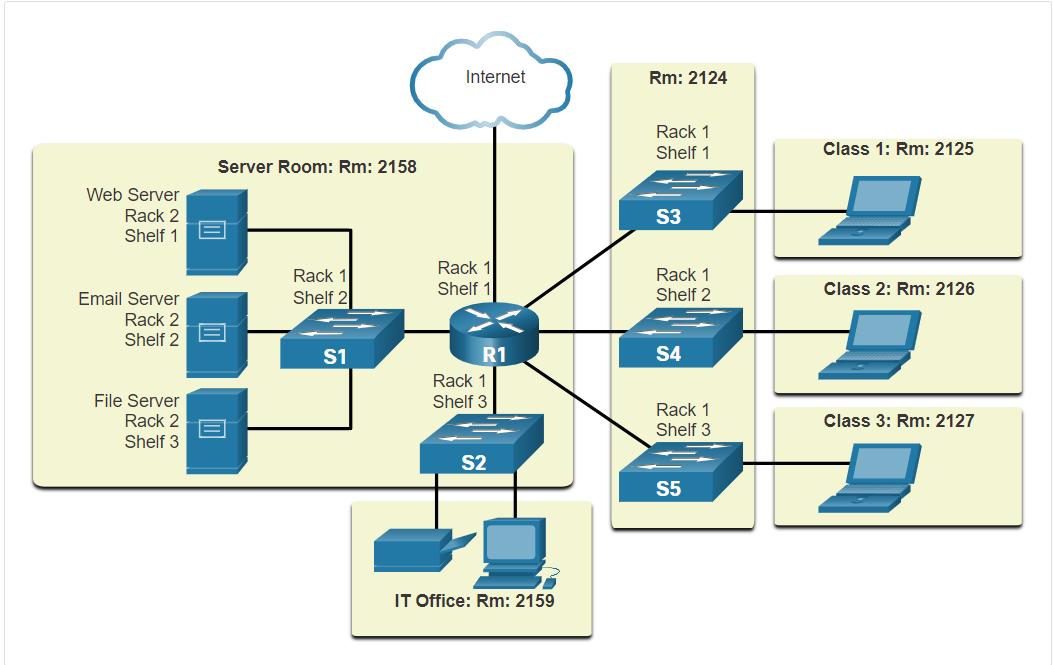 Internet
Server Room: Rm: 2158
Web Server
Rack 2
Shelf 1
Email Server
Rack 2
Shelf 2
File Server
Rack 2
Shelf 3
Rack 1
Shelf 2
S1
Rack 1
Shelf 1
R1
Rack 1
Shelf 3
S2
IT Office: Rm: 2159
Rm: 2124
Rack 1
Shelf 1
S3
Rack 1
Shelf 2
S4
Rack 1
Shelf 3
S5
Class 1: Rm: 2125
Class 2: Rm: 2126
Class 3: Rm: 2127